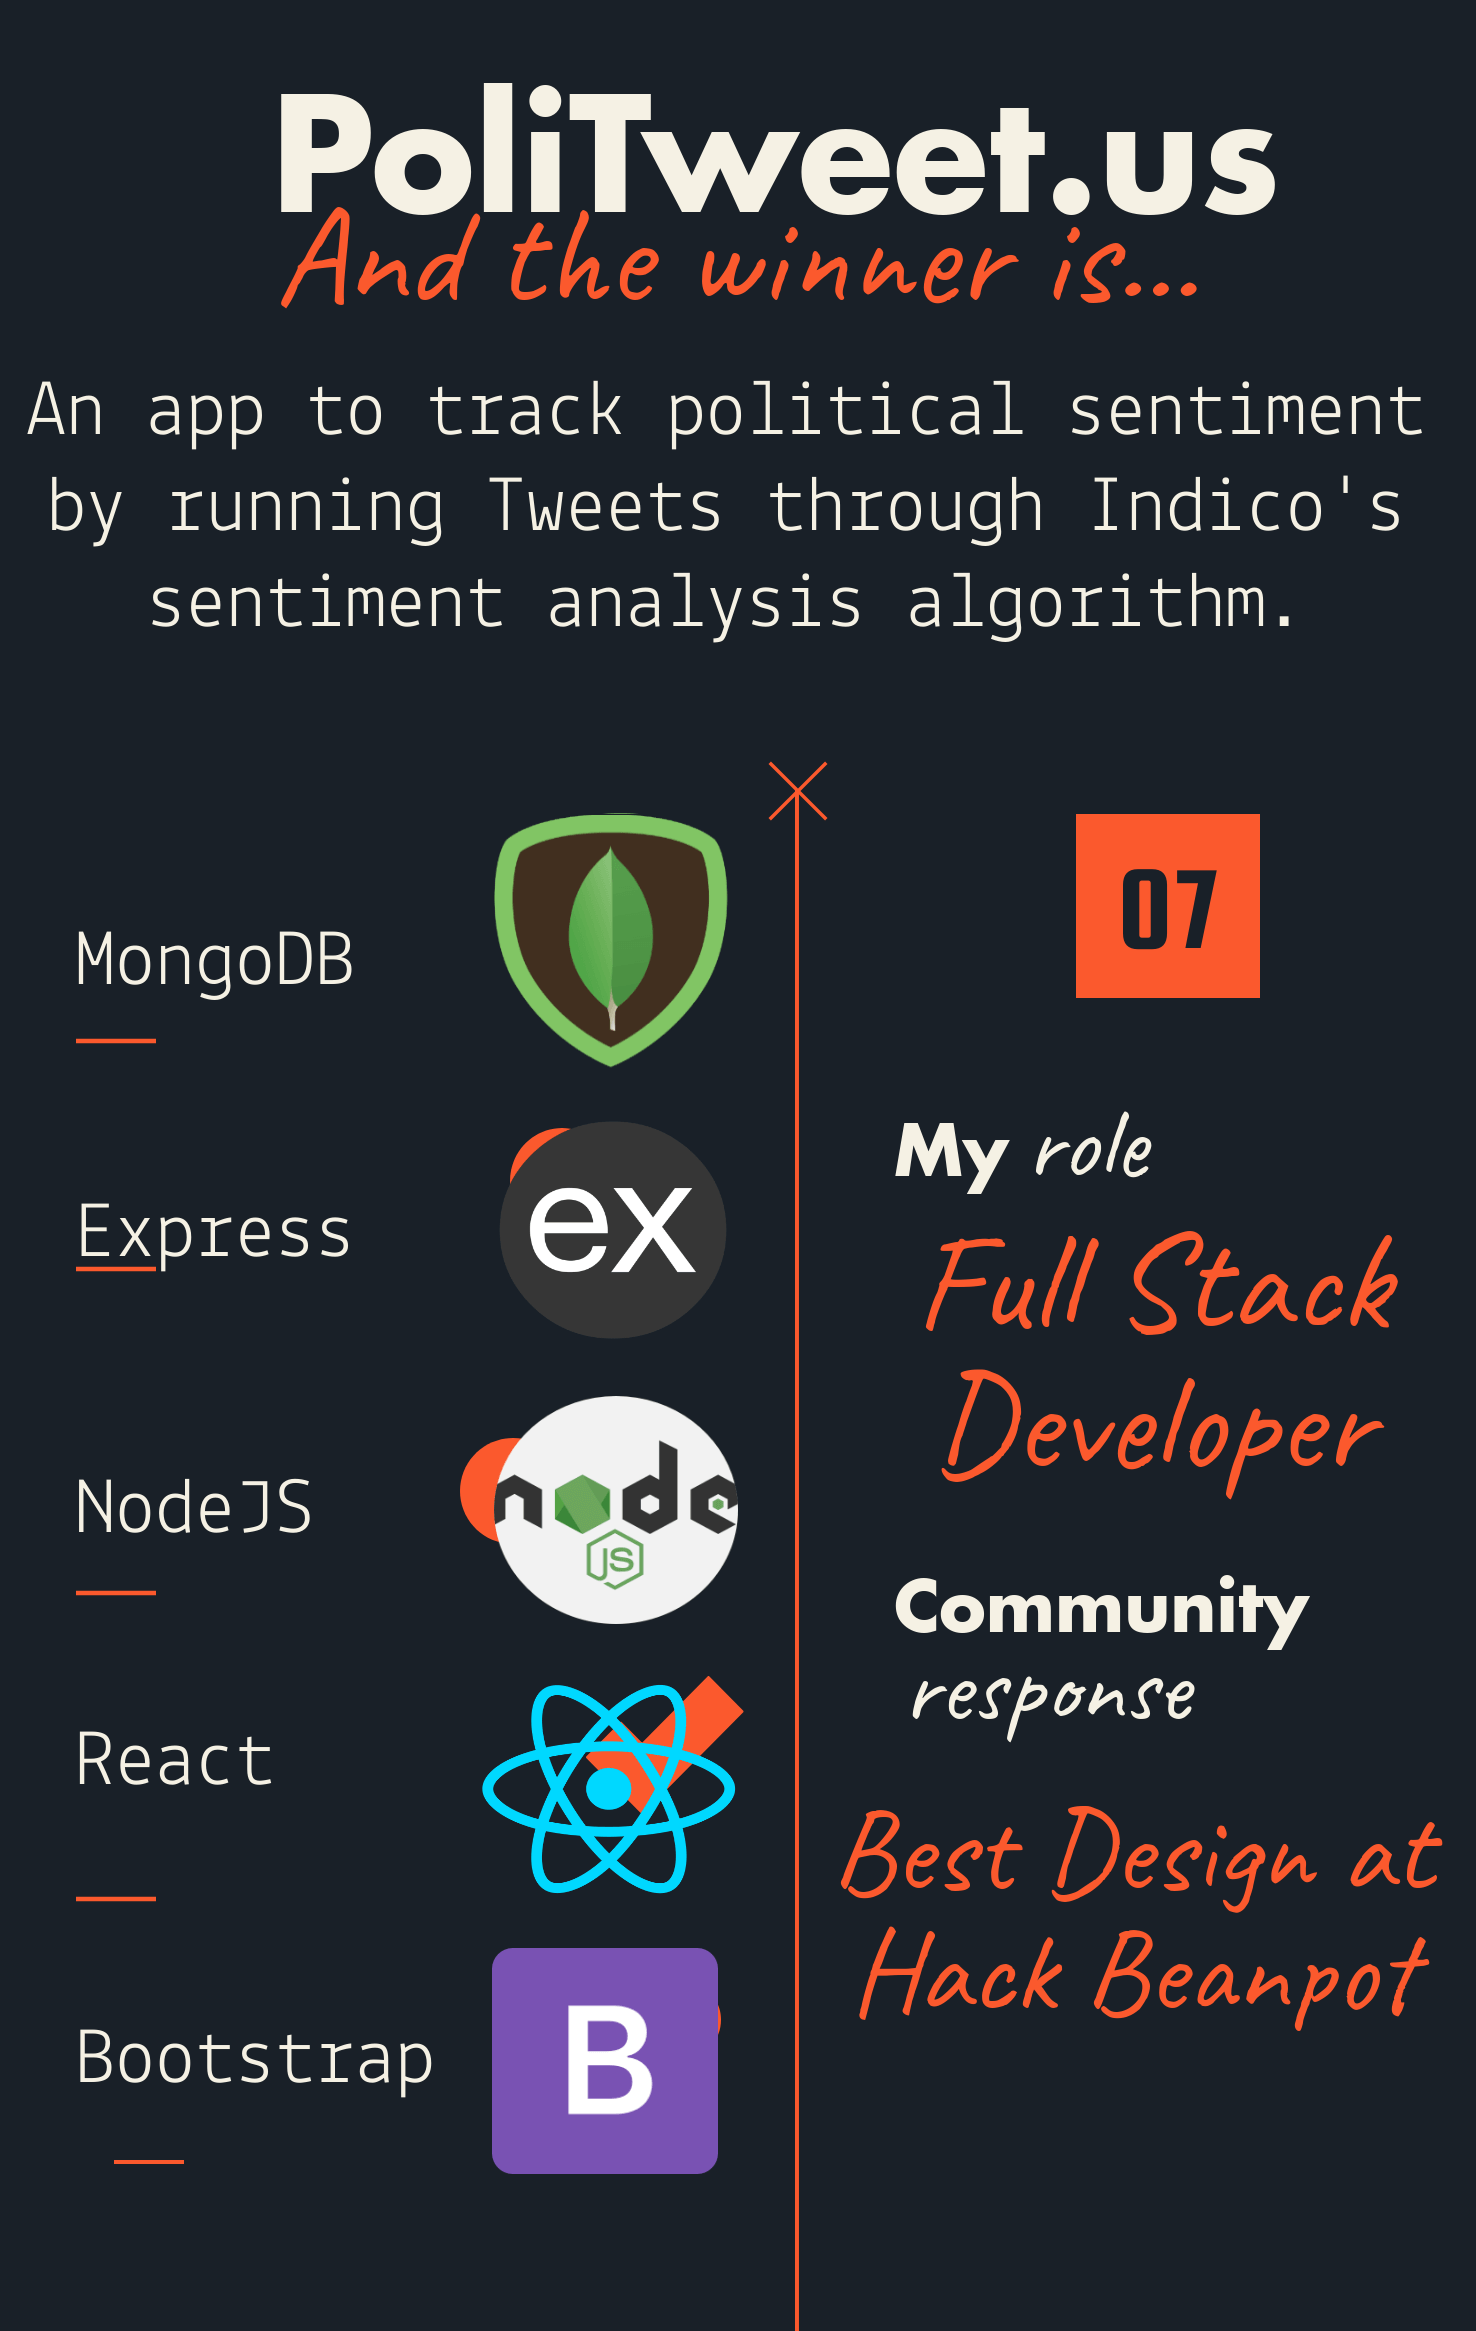 PoliTweet.us
And the winner is...
An app to track political sentiment
by running Tweets through Indico's
sentiment analysis algorithm.
MongoDB
Express
ex
NodeJS
node
JS
React
Bootstrap
B
07
My role
Full Stack
Developer
Community
response
Best Design at
Hack Beanpot